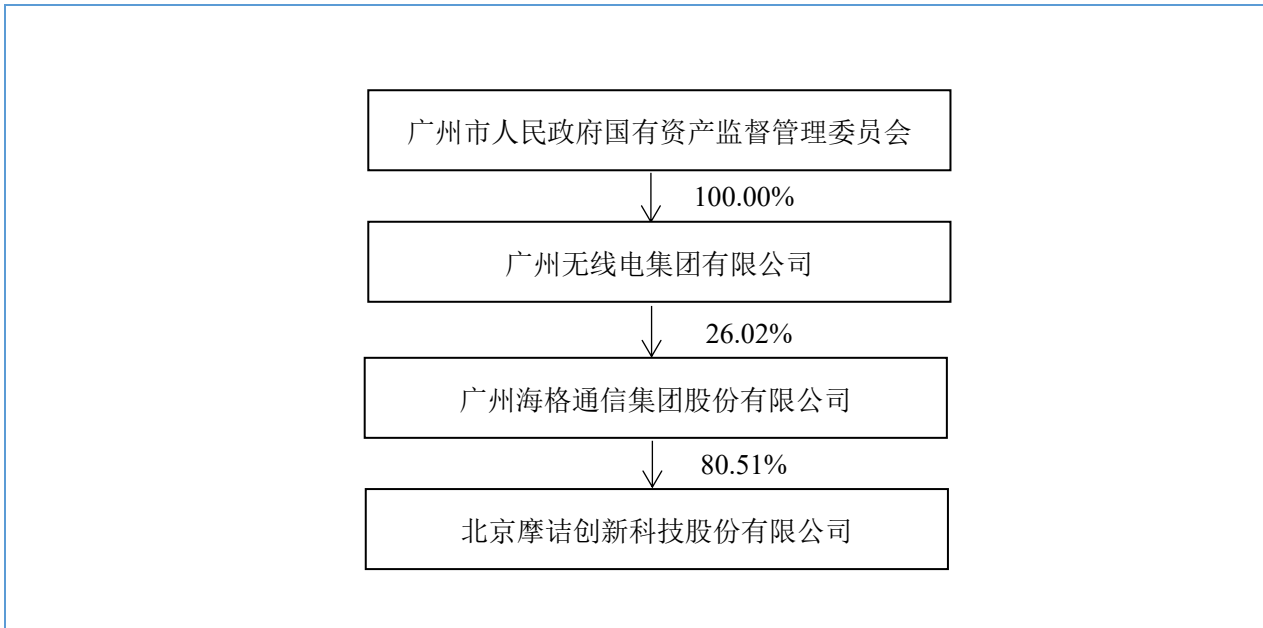 广州市人民政府国有资产监督管理委员会
100.00%
广州无线电集团有限公司
26.02%
广州海格通信集团股份有限公司
80.51%
北京摩诘创新科技股份有限公司